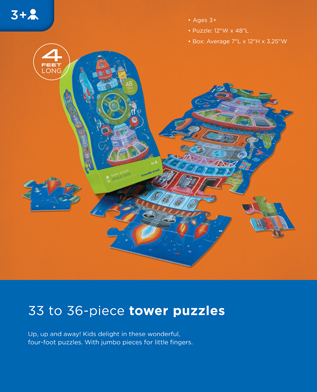 3+
• Ages 3+
• Puzzle: 12"W x 48"L
• Box: Average 7"L x 12"H x 3.25"W
4
FEET
LONG
33 to 36-piece tower puzzles
Up, up and away! Kids delight in these wonderful,
four-foot puzzles. With jumbo pieces for little fingers.